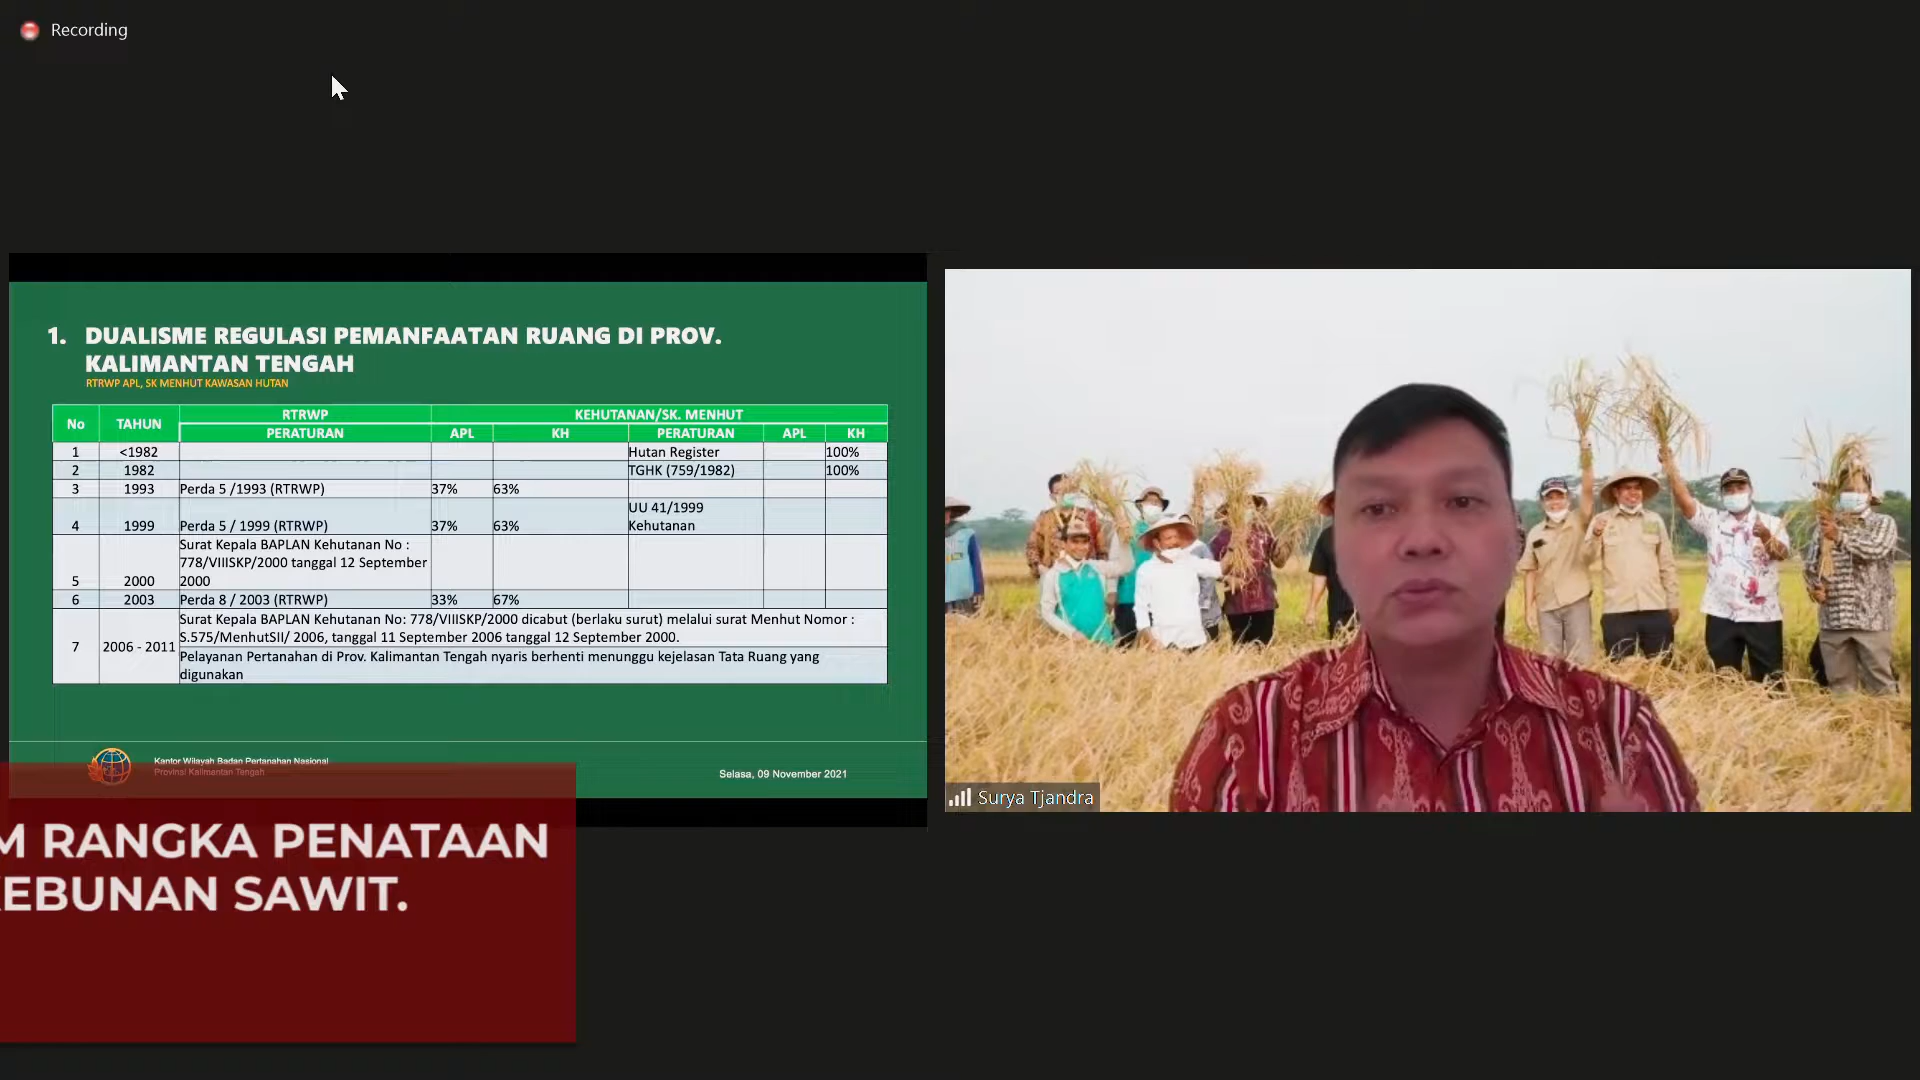 Recording
1. DUALISME REGULASI PEMANFAATAN RUANG DI PROV.
KALIMANTAN TENGAH
RTRWP APL, SK MENHUT KAWASAN HUTAN
No TAHUN RTRWP KEHUTANAN/SK. MENHUT
PERATURAN APL KH PERATURAN APL KH
1 <1982 Hutan Register 100%
2 1982 TGHK (759/1982) 100%
3 1993 Perda 5 /1993 (RTRWP) 37% 63%
UU 41/1999
4 1999 Perda 5 / 1999 (RTRWP) 37% 63% Kehutanan
Surat Kepala BAPLAN Kehutanan No :
778/VIIISKP/2000 tanggal 12 September
5 2000 2000
6 2003 Perda 8 / 2003 (RTRWP) 33% 67%
Surat Kepala BAPLAN Kehutanan No: 778/VIIISKP/2000 dicabut (berlaku surut) melalui surat Menhut Nomor :
S.575/MenhutSII/ 2006, tanggal 11 September 2006 tanggal 12 September 2000.
7 2006 - 2011
Pelayanan Pertanahan di Prov. Kalimantan Tengah nyaris berhenti menunggu kejelasan Tata Ruang yang
digunakan
Kantor Wilayah Badan Pertanahan Nasional
Provinsi Kalimantan Tengah
Selasa, 09 November 2021
M RANGKA PENATAAN
KEBUNAN SAWIT.
Surya Tjandra